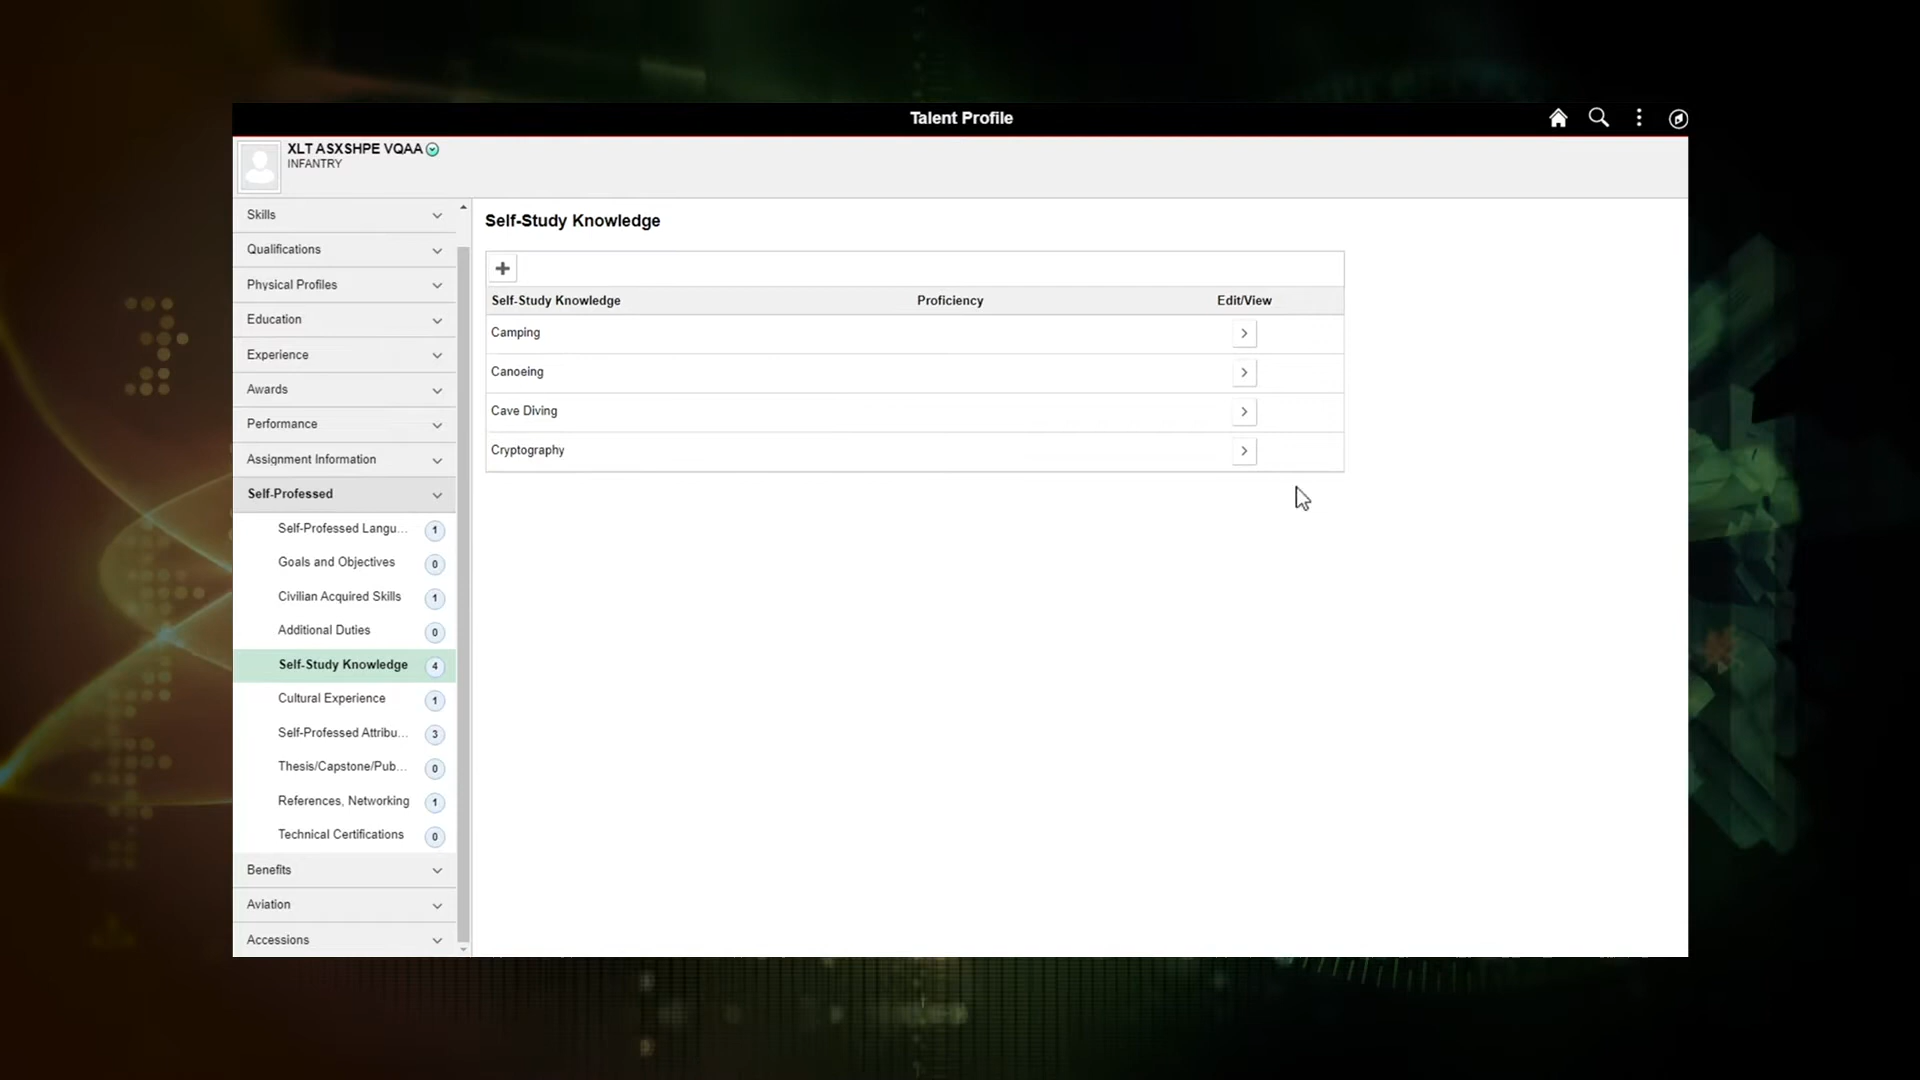 Talent Profile
XLT ASXSHPE VQAA
INFANTRY
Skills
Qualifications
Physical Profiles
Education
Experience
Awards
Performance
Assignment Information
Self-Professed
Self-Professed Langu...
1
Goals and Objectives
0
Civilian Acquired Skills
1
Additional Duties
0
Self-Study Knowledge
4
Cultural Experience
1
Self-Professed Attribu...
3
Thesis/Capstone/Pub...
0
References, Networking
1
Technical Certifications
0
Benefits
Aviation
Accessions
Self-Study Knowledge
Self-Study Knowledge Proficiency Edit/View
Camping
Canoeing
Cave Diving
Cryptography